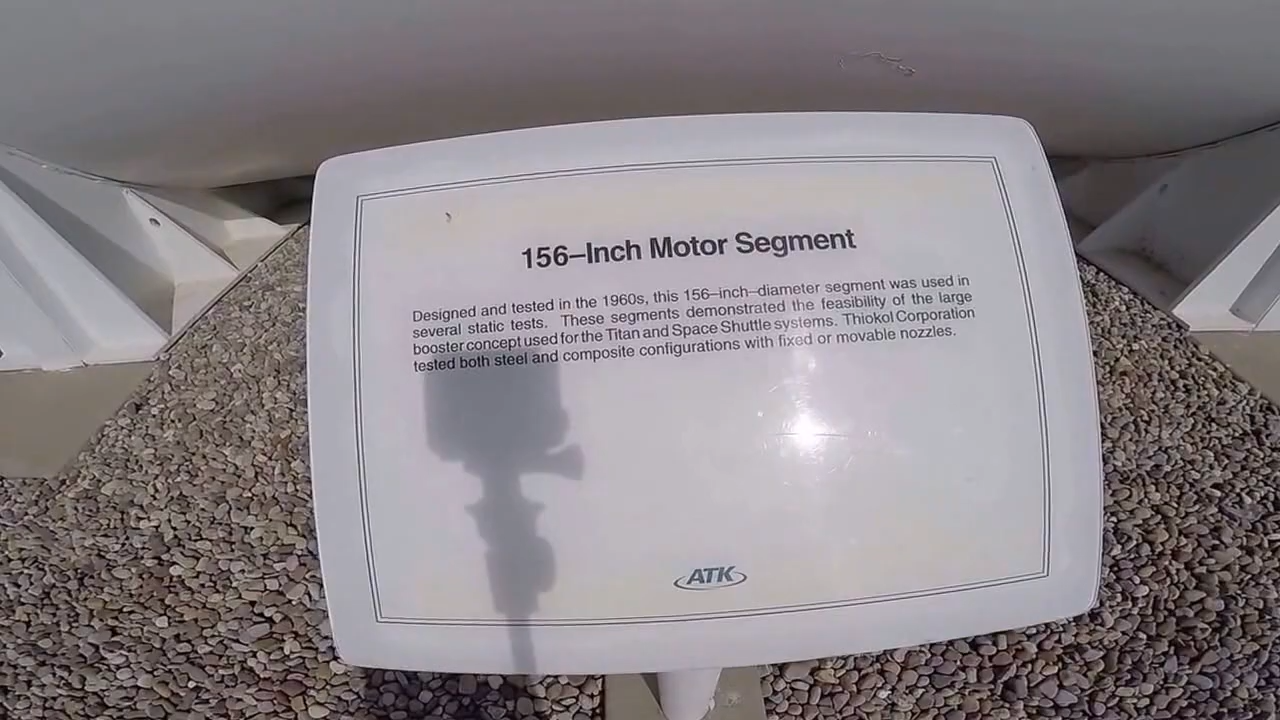 156–Inch Motor Segment
Designed and tested in the 1960s, this 156–inch–diameter segment was used in
several static tests. These segments demonstrated the feasibility of the large
booster concept used for the Titan and Space Shuttle systems. Thiokol Corporation
tested both steel and composite configurations with fixed or movable nozzles.
ATK